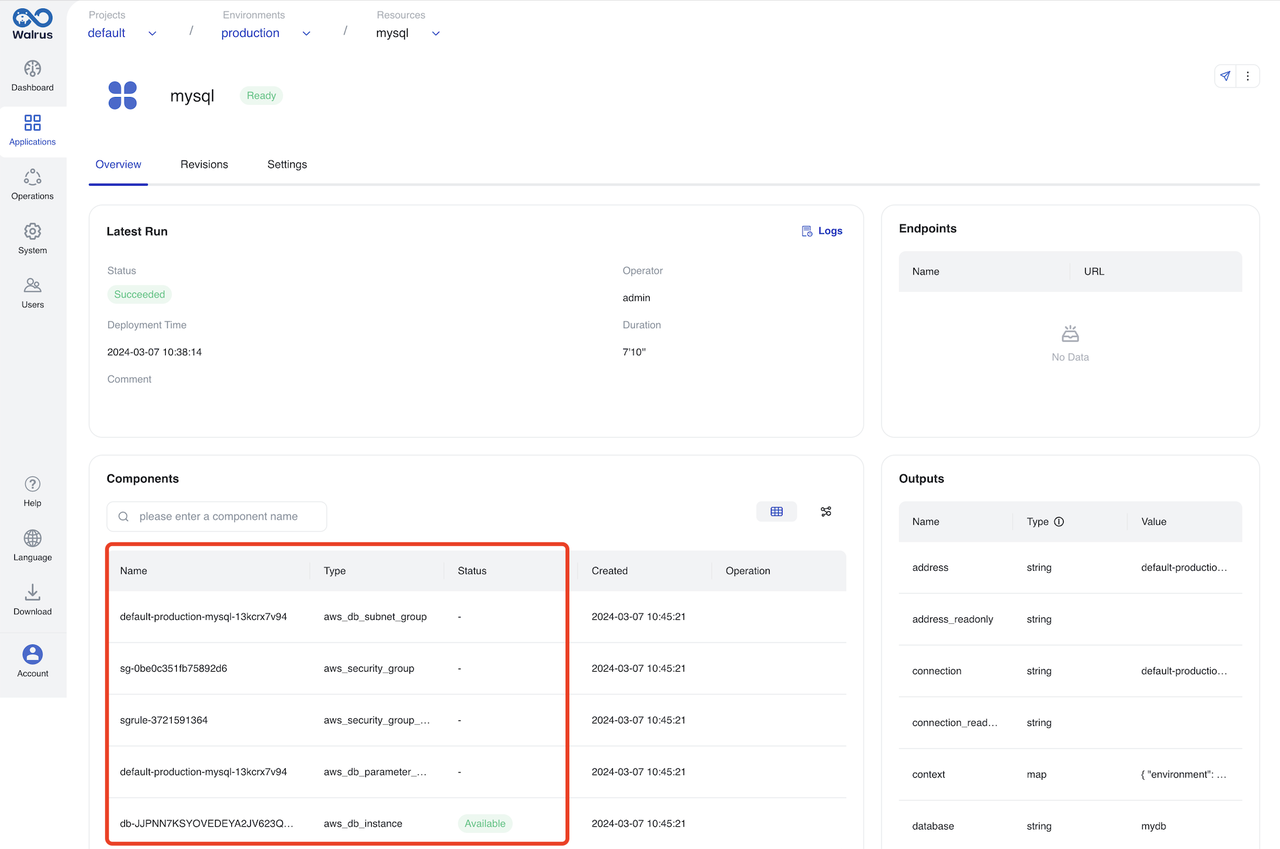 Walrus
Dashboard
Applications
Operations
System
Users
Help
Language
Download
Account
Projects
default
/
Environments
production
/
Resources
mysql
mysql
Ready
Overview
Revisions
Settings
Latest Run
Logs
Status
Succeeded
Operator
admin
Deployment Time
2024-03-07 10:38:14
Duration
7'10"
Comment
Endpoints
Name URL
No Data
Components
please enter a component name
Name Type Status Created Operation
default-production-mysql-13kcrx7v94 aws_db_subnet_group - 2024-03-07 10:45:21
sg-0be0c351fb75892d6 aws_security_group - 2024-03-07 10:45:21
sgrule-3721591364 aws_security_group_... - 2024-03-07 10:45:21
default-production-mysql-13kcrx7v94 aws_db_parameter_... - 2024-03-07 10:45:21
db-JJPNN7KSYOVEDEYA2JV623Q... aws_db_instance Available 2024-03-07 10:45:21
Outputs
Name Type Value
address string default-productio...
address_readonly string
connection string default-productio...
connection_read... string
context map { "environment": ...
database string mydb